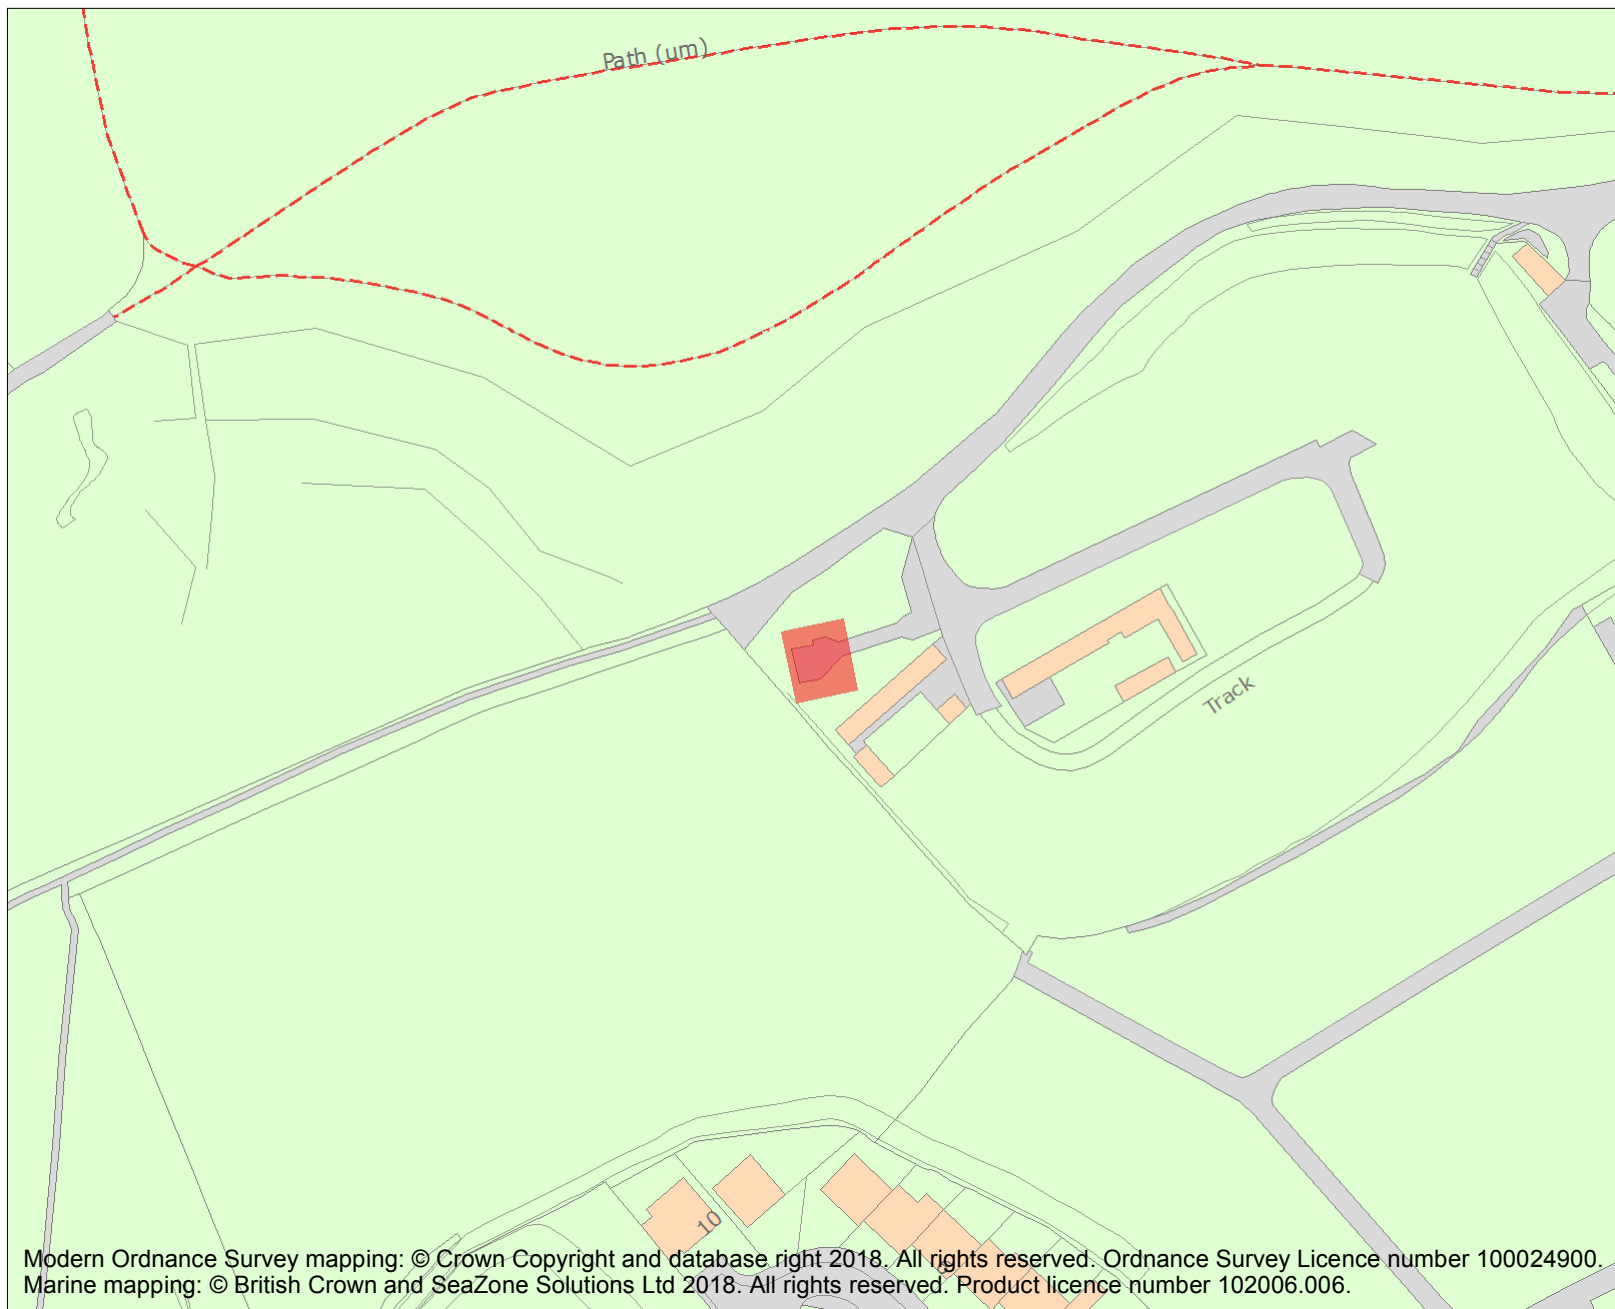 Path (um)
Track
10
Modern Ordnance Survey mapping: © Crown Copyright and database right 2018. All rights reserved. Ordnance Survey Licence number 100024900.
Marine mapping: © British Crown and SeaZone Solutions Ltd 2018. All rights reserved. Product licence number 102006.006.